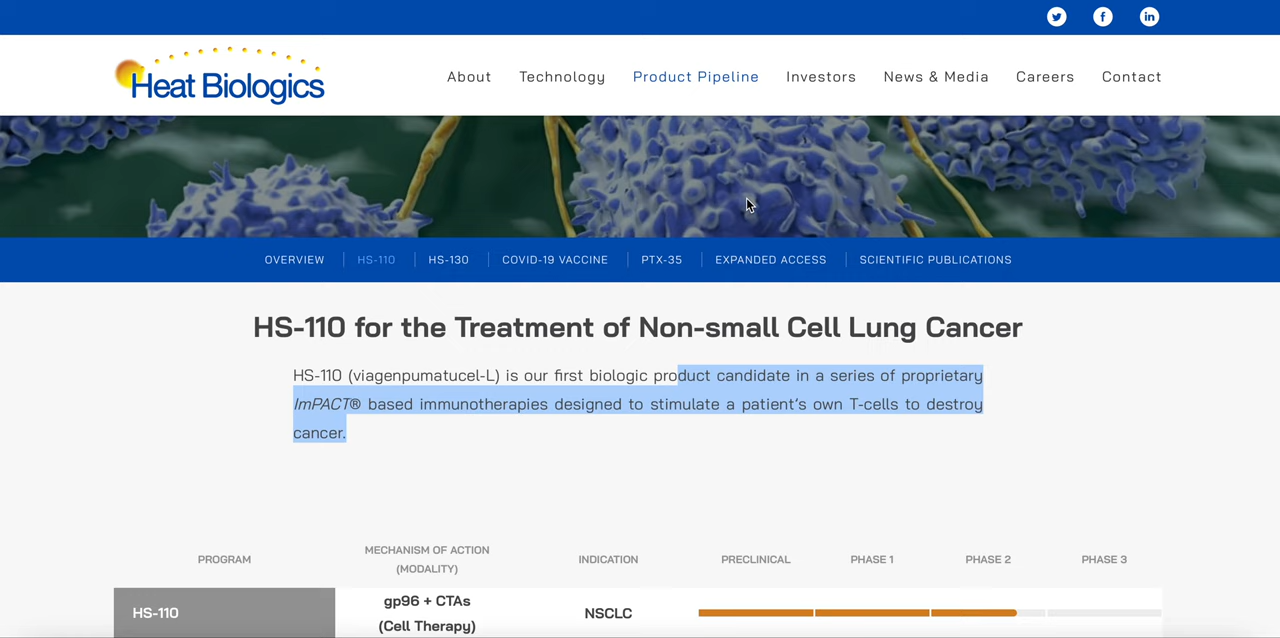 Heat Biologics
About Technology Product Pipeline Investors News & Media Careers Contact
OVERVIEW HS-110 HS-130 COVID-19 VACCINE PTX-35 EXPANDED ACCESS SCIENTIFIC PUBLICATIONS
HS-110 for the Treatment of Non-small Cell Lung Cancer
HS-110 (viagenpumatucel-L) is our first biologic product candidate in a series of proprietary
ImPACT® based immunotherapies designed to stimulate a patient's own T-cells to destroy
cancer.
PROGRAM MECHANISM OF ACTION (MODALITY) INDICATION PRECLINICAL PHASE 1 PHASE 2 PHASE 3
HS-110 gp96 + CTAs (Cell Therapy) NSCLC